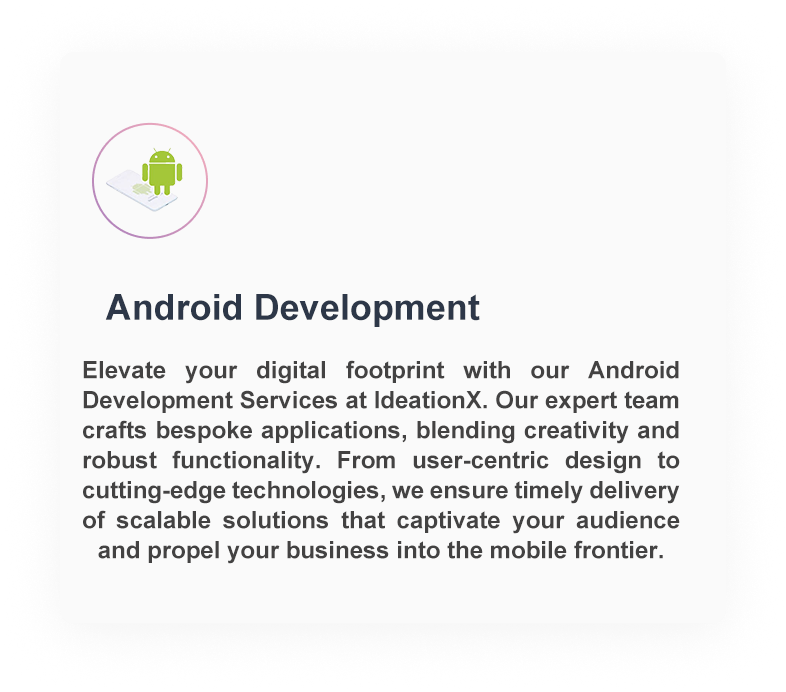 Android Development
Elevate your digital footprint with our Android
Development Services at IdeationX. Our expert team
crafts bespoke applications, blending creativity and
robust functionality. From user-centric design to
cutting-edge technologies, we ensure timely delivery
of scalable solutions that captivate your audience
and propel your business into the mobile frontier.